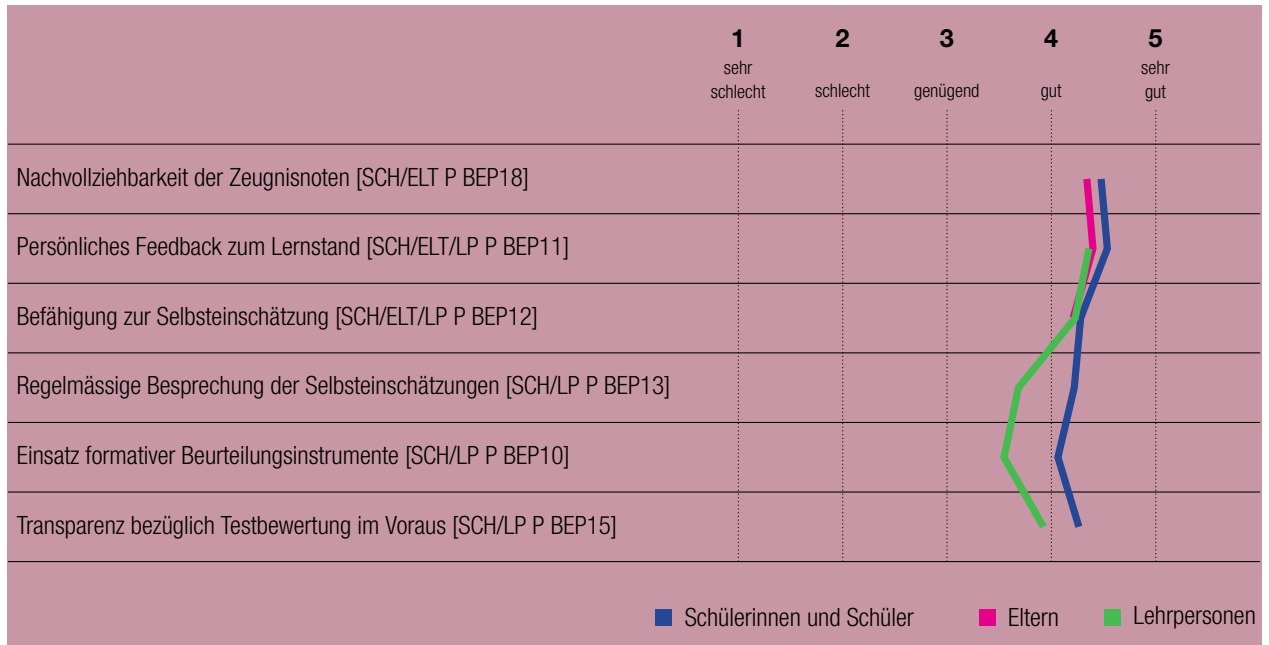 1 2 3 4 5
sehr schlecht schlecht genügend gut sehr gut
Nachvollziehbarkeit der Zeugnisnoten [SCH/ELT P BEP18]
Persönliches Feedback zum Lernstand [SCH/ELT/LP P BEP11]
Befähigung zur Selbsteinschätzung [SCH/ELT/LP P BEP12]
Regelmässige Besprechung der Selbsteinschätzungen [SCH/LP P BEP13]
Einsatz formativer Beurteilungsinstrumente [SCH/LP P BEP10]
Transparenz bezüglich Testbewertung im Voraus [SCH/LP P BEP15]
Schülerinnen und Schüler Eltern Lehrpersonen